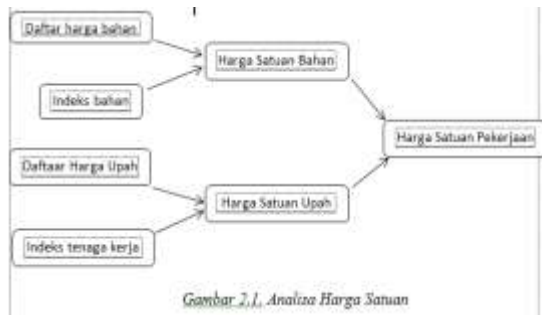 Daftar harga bahan
Harga Satuan Bahan
Indeks bahan
Harga Satuan Pekerjaan
Daftaar Harga Upah
Harga Satuan Upah
Indeks tenaga kerja
Gambar 2.1. Analisa Harga Satuan